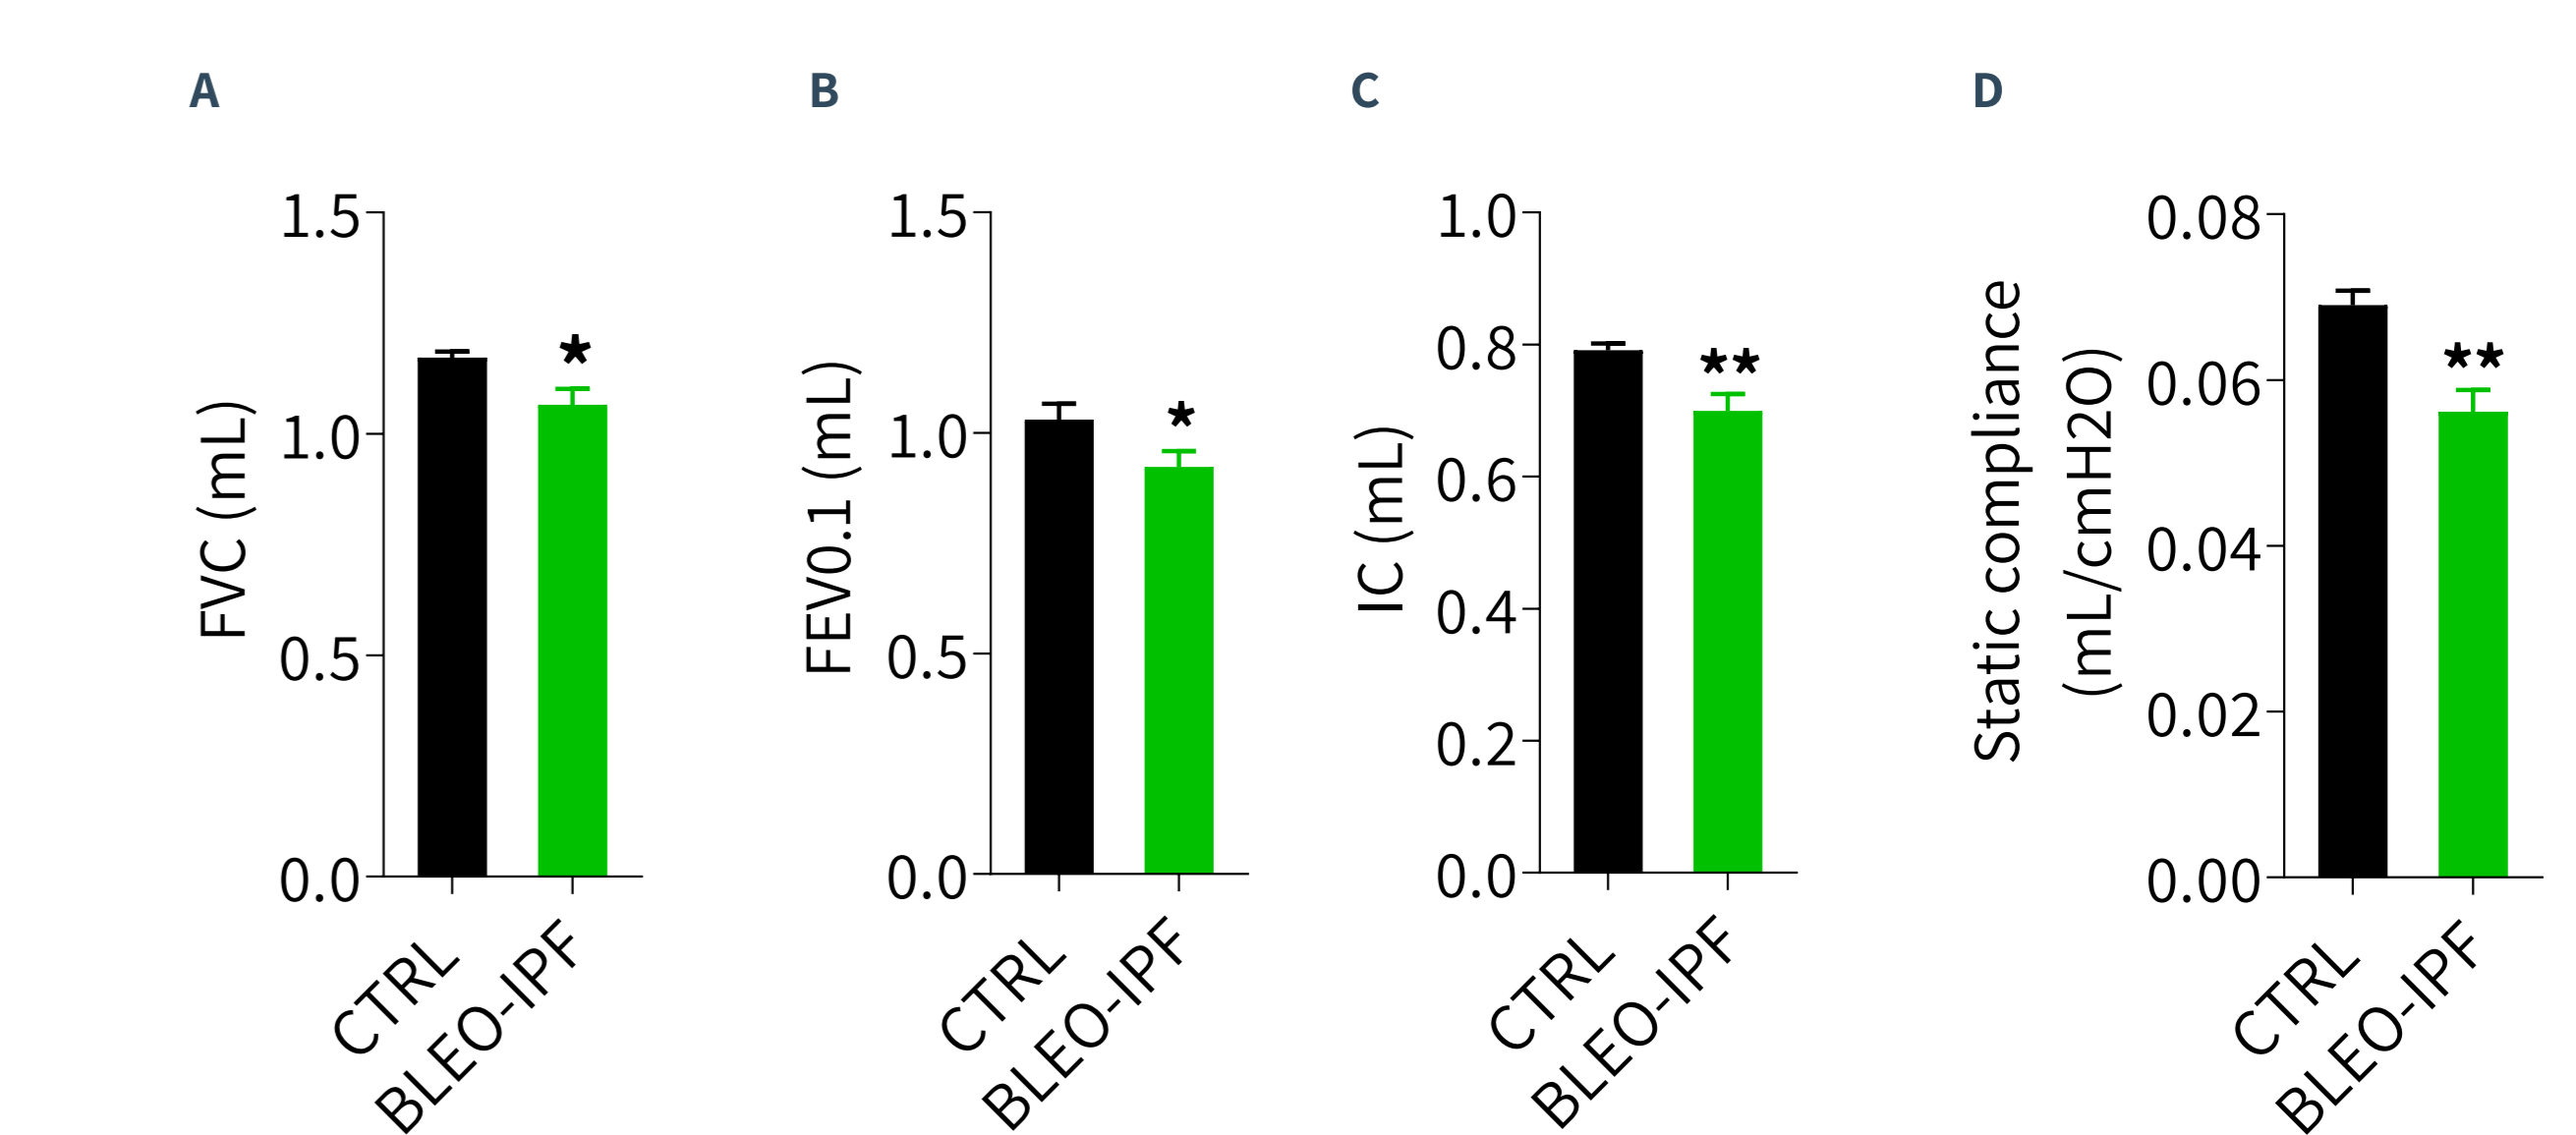 A
B
C
D
FVC (mL)
1.5
1.0
0.5
0.0
*
CTRL
BLEO-IPF
FEV0.1 (mL)
1.5
1.0
0.5
0.0
*
CTRL
BLEO-IPF
IC (mL)
1.0
0.8
0.6
0.4
0.2
0.0
**
CTRL
BLEO-IPF
Static compliance
(mL/cmH2O)
0.08
0.06
0.04
0.02
0.00
**
CTRL
BLEO-IPF